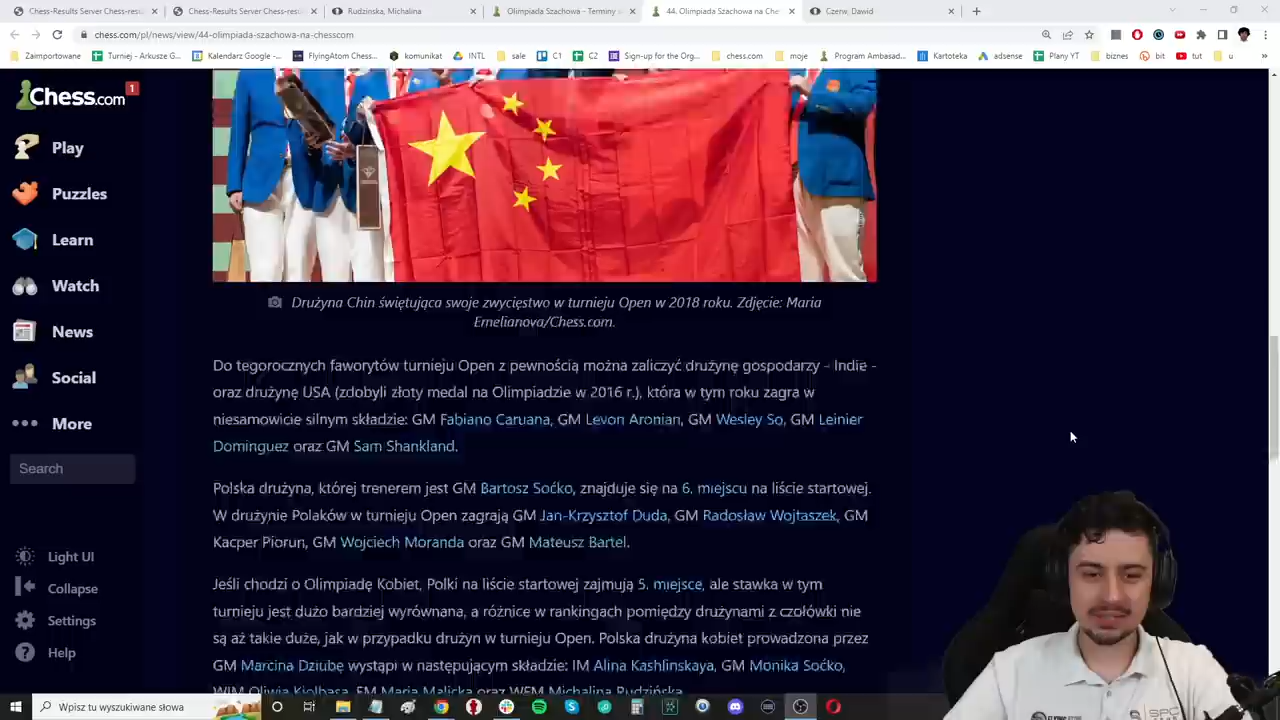 Chess-Results Server Chess-resu
Chess-Results Server Chess-resu
Rudzinska, Michalina
Olimpiada Szachowa - Terminy
44. Olimpiada Szachowa na Che
Czerw, Dawid
chess.com/pl/news/view/44-olimpiada-szachowa-na-chesscom
Zaimportowane
Turniej - Arkusze G...
Kalendarz Google -...
FlyingAtom Chess...
komunikat
INTL
sale
C1
C2
Sign-up for the Org...
chess.com
moje
Program Ambasad...
Kartoteka
adsense
Plany YT
biznes
bit
tut
u
»
Chess.com
1
Play
Puzzles
Learn
Watch
News
Social
More
Search
Light UI
Collapse
Settings
Help
Drużyna Chin świętująca swoje zwycięstwo w turnieju Open w 2018 roku. Zdjęcie: Maria
Emelianova/Chess.com.
Do tegorocznych faworytów turnieju Open z pewnością można zaliczyć drużynę gospodarzy - Indie -
oraz drużynę USA (zdobyli złoty medal na Olimpiadzie w 2016 r.), która w tym roku zagra w
niesamowicie silnym składzie: GM Fabiano Caruana, GM Levon Aronian, GM Wesley So, GM Leinier
Dominguez oraz GM Sam Shankland.
Polska drużyna, której trenerem jest GM Bartosz Soćko, znajduje się na 6. miejscu na liście startowej.
W drużynie Polaków w turnieju Open zagrają GM Jan-Krzysztof Duda, GM Radosław Wojtaszek, GM
Kacper Piorun, GM Wojciech Moranda oraz GM Mateusz Bartel.
Jeśli chodzi o Olimpiadę Kobiet, Polki na liście startowej zajmują 5. miejsce, ale stawka w tym
turnieju jest dużo bardziej wyrównana, a różnice w rankingach pomiędzy drużynami z czołówki nie
są aż takie duże, jak w przypadku drużyn w turnieju Open. Polska drużyna kobiet prowadzona przez
GM Marcina Dziubę wystąpi w następującym składzie: IM Alina Kashlinskaya, GM Monika Soćko,
WIM Oliwia Kiołbasa, FM Maria Malicka oraz WFM Michalina Rudzińska.
Wpisz tu wyszukiwane słowa